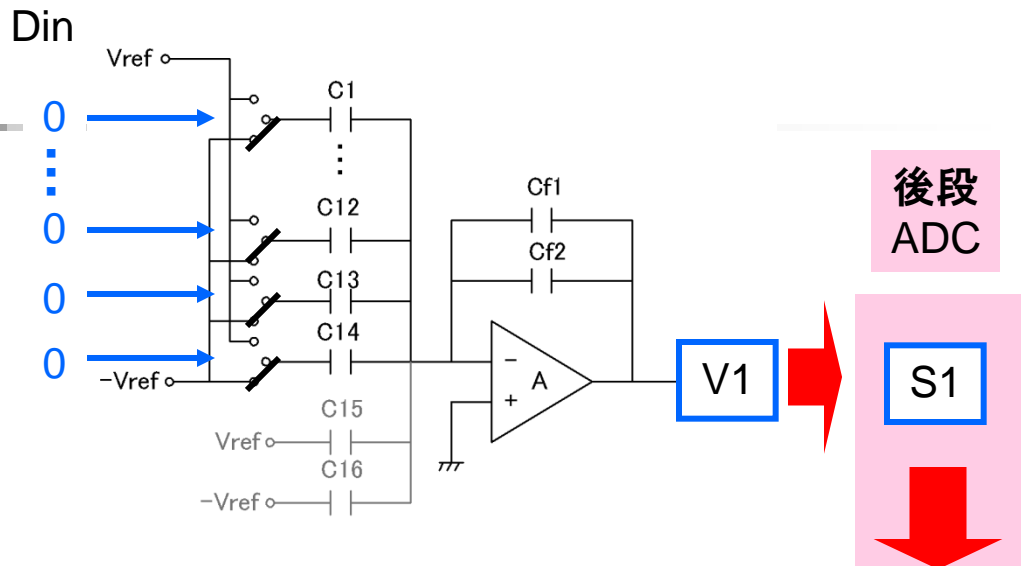 Din
Vref
0
C1
⋮
⋮
0
C12
0
C13
0
C14
-Vref
C15
Vref
C16
-Vref
Cf1
Cf2
-
A
+
V1
後段
ADC
S1